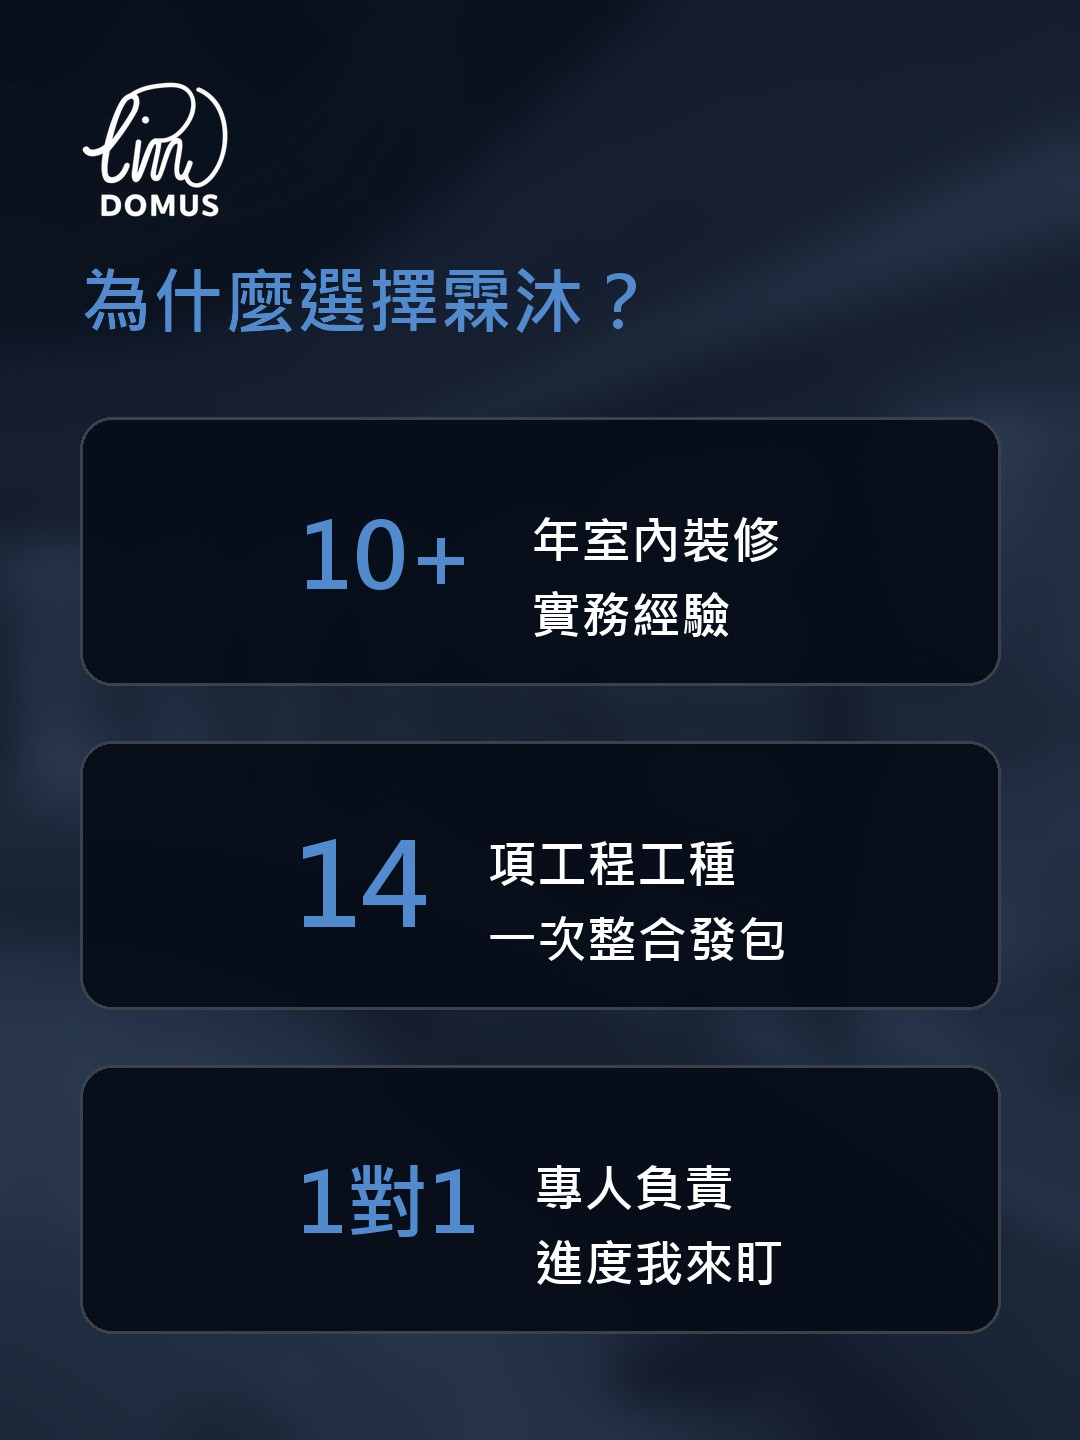 lim
DOMUS
為什麼選擇霖沐？
10+
年室內裝修
實務經驗
14
項工程工種
一次整合發包
1對1
專人負責
進度我來盯